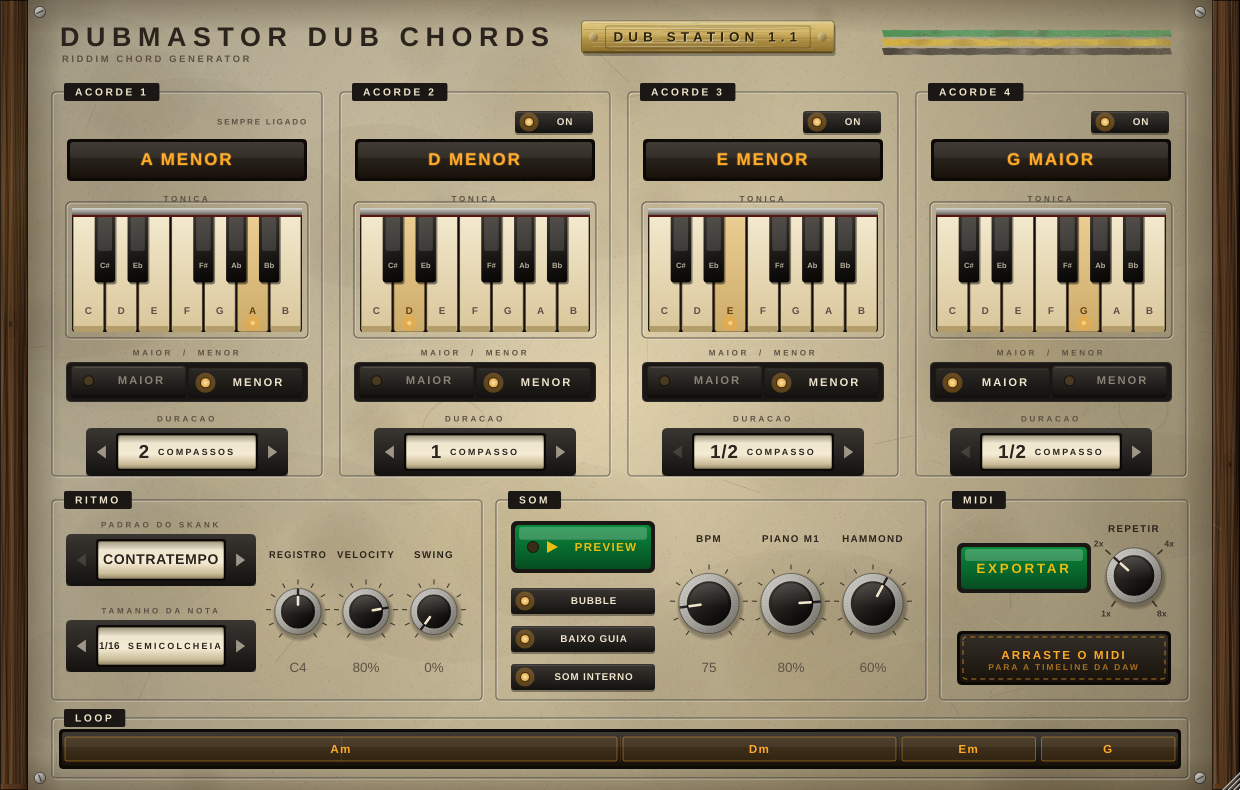 DUBMASTOR DUB CHORDS
RIDDIM CHORD GENERATOR
DUB STATION 1.1
ACORDE 1
SEMPRE LIGADO
A MENOR
TONICA
C# Eb F# Ab Bb
C D E F G A B
MAIOR / MENOR
MAIOR MENOR
DURACAO
2 COMPASSOS
ACORDE 2
ON
D MENOR
TONICA
C# Eb F# Ab Bb
C D E F G A B
MAIOR / MENOR
MAIOR MENOR
DURACAO
1 COMPASSO
ACORDE 3
ON
E MENOR
TONICA
C# Eb F# Ab Bb
C D E F G A B
MAIOR / MENOR
MAIOR MENOR
DURACAO
1/2 COMPASSO
ACORDE 4
ON
G MAIOR
TONICA
C# Eb F# Ab Bb
C D E F G A B
MAIOR / MENOR
MAIOR MENOR
DURACAO
1/2 COMPASSO
RITMO
PADRAO DO SKANK
CONTRATEMPO
TAMANHO DA NOTA
1/16 SEMICOLCHEIA
REGISTRO VELOCITY SWING
C4 80% 0%
SOM
PREVIEW
BUBBLE
BAIXO GUIA
SOM INTERNO
BPM PIANO M1 HAMMOND
75 80% 60%
MIDI
EXPORTAR
REPETIR
2x 4x
1x 8x
ARRASTE O MIDI
PARA A TIMELINE DA DAW
LOOP
Am Dm Em G